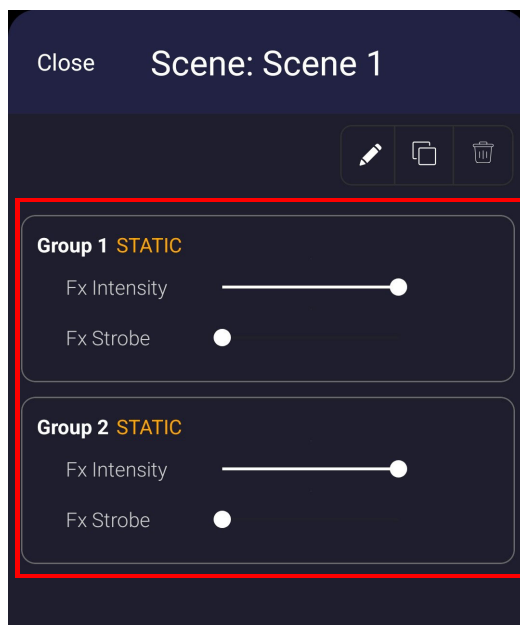 Close Scene: Scene 1
Group 1 STATIC
Fx Intensity
Fx Strobe
Group 2 STATIC
Fx Intensity
Fx Strobe